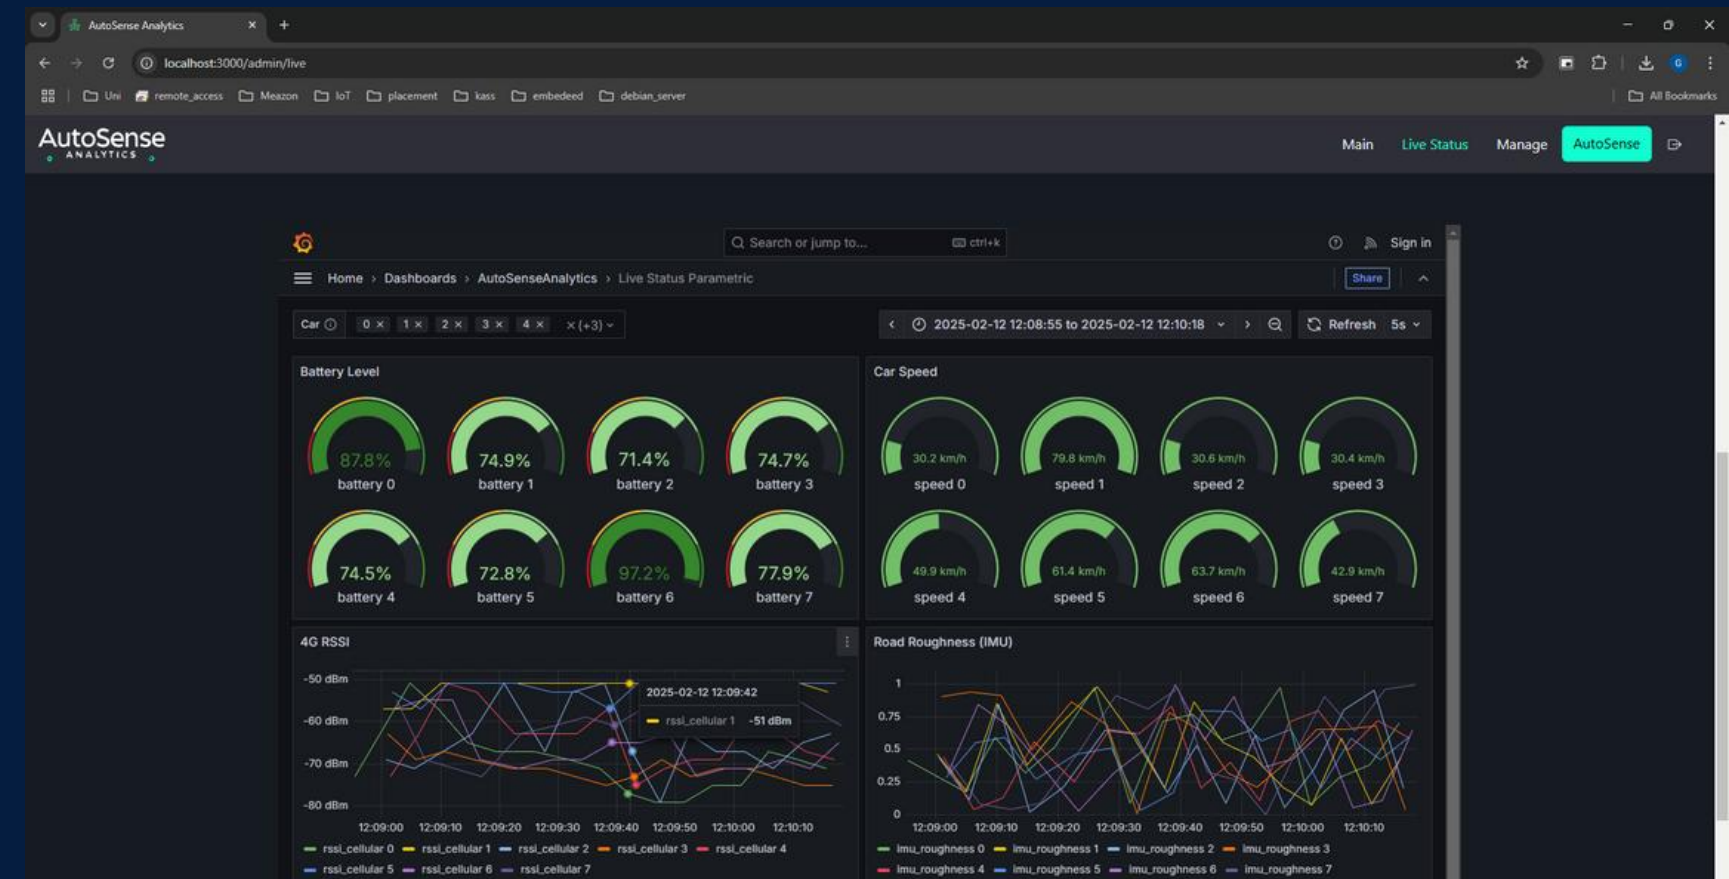 AutoSense Analytics
localhost:3000/admin/live
Uni remote_access Meazon IoT placement kass embedeed debian_server All Bookmarks
AutoSense
ANALYTICS
Main Live Status Manage AutoSense
Search or jump to... ctrl+k Sign in
Home › Dashboards › AutoSenseAnalytics › Live Status Parametric Share
Car 0 × 1 × 2 × 3 × 4 × × (+3) 2025-02-12 12:08:55 to 2025-02-12 12:10:18 Refresh 5s
Battery Level
87.8% 74.9% 71.4% 74.7%
battery 0 battery 1 battery 2 battery 3
74.5% 72.8% 97.2% 77.9%
battery 4 battery 5 battery 6 battery 7
Car Speed
30.2 km/h 79.8 km/h 30.6 km/h 30.4 km/h
speed 0 speed 1 speed 2 speed 3
49.9 km/h 61.4 km/h 63.7 km/h 42.9 km/h
speed 4 speed 5 speed 6 speed 7
4G RSSI
-50 dBm
-60 dBm
-70 dBm
-80 dBm
2025-02-12 12:09:42
rssi_cellular 1 -51 dBm
12:09:00 12:09:10 12:09:20 12:09:30 12:09:40 12:09:50 12:10:00 12:10:10
rssi_cellular 0 rssi_cellular 1 rssi_cellular 2 rssi_cellular 3 rssi_cellular 4
rssi_cellular 5 rssi_cellular 6 rssi_cellular 7
Road Roughness (IMU)
1
0.75
0.5
0.25
0
12:09:00 12:09:10 12:09:20 12:09:30 12:09:40 12:09:50 12:10:00 12:10:10
imu_roughness 0 imu_roughness 1 imu_roughness 2 imu_roughness 3
imu_roughness 4 imu_roughness 5 imu_roughness 6 imu_roughness 7